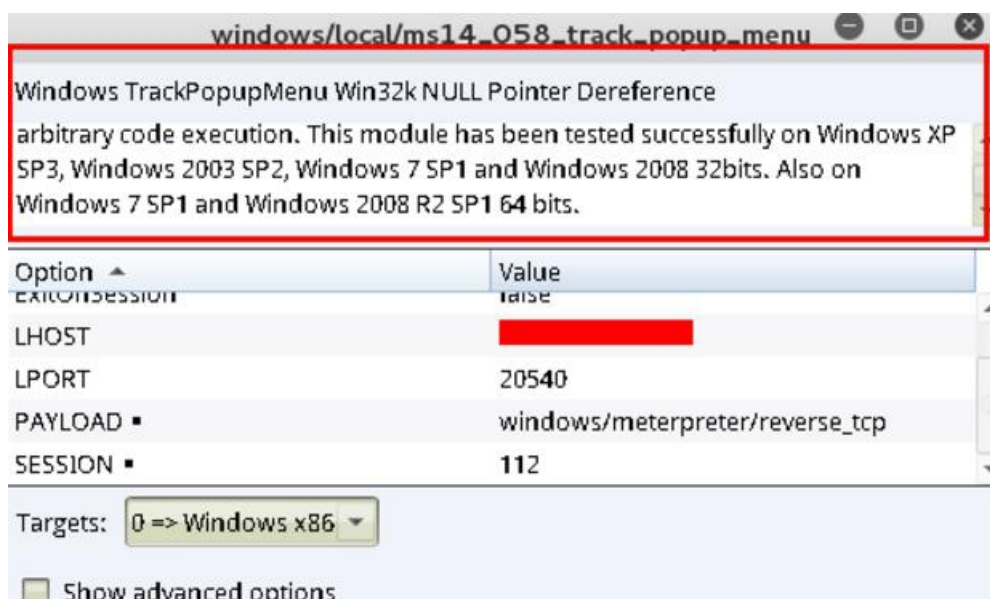 windows/local/ms14_058_track_popup_menu
Windows TrackPopupMenu Win32k NULL Pointer Dereference
arbitrary code execution. This module has been tested successfully on Windows XP
SP3, Windows 2003 SP2, Windows 7 SP1 and Windows 2008 32bits. Also on
Windows 7 SP1 and Windows 2008 R2 SP1 64 bits.
Option Value
ExitOnSession false
LHOST
LPORT 20540
PAYLOAD ▪ windows/meterpreter/reverse_tcp
SESSION ▪ 112
Targets: 0 => Windows x86
Show advanced options